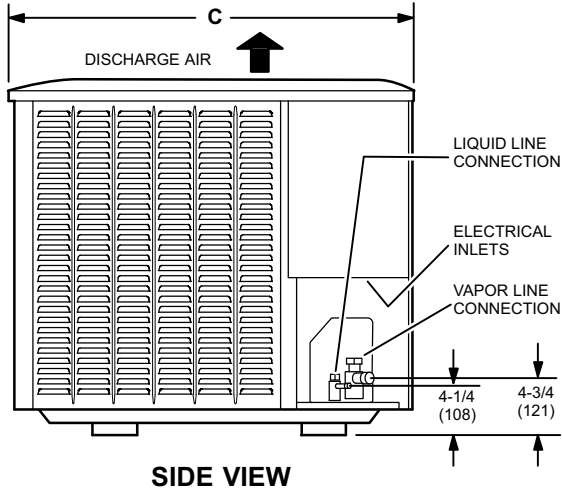 C
DISCHARGE AIR
LIQUID LINE
CONNECTION
ELECTRICAL
INLETS
VAPOR LINE
CONNECTION
4-1/4
(108)
4-3/4
(121)
SIDE VIEW